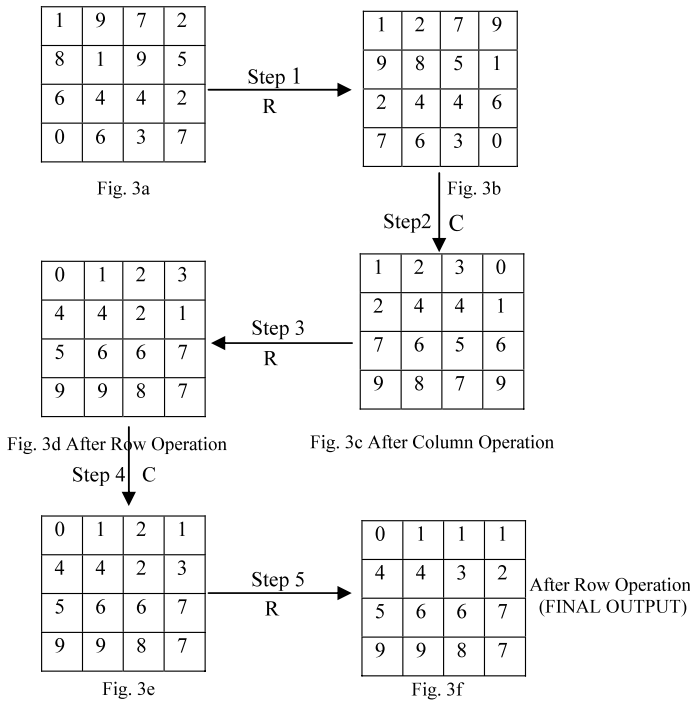 1 9 7 2
8 1 9 5
6 4 4 2
0 6 3 7
Fig. 3a
Step 1
R
1 2 7 9
9 8 5 1
2 4 4 6
7 6 3 0
Fig. 3b
Step2 C
1 2 3 0
2 4 4 1
7 6 5 6
9 8 7 9
Fig. 3c After Column Operation
Step 3
R
0 1 2 3
4 4 2 1
5 6 6 7
9 9 8 7
Fig. 3d After Row Operation
Step 4 C
0 1 2 1
4 4 2 3
5 6 6 7
9 9 8 7
Fig. 3e
Step 5
R
0 1 1 1
4 4 3 2
5 6 6 7
9 9 8 7
Fig. 3f
After Row Operation
(FINAL OUTPUT)